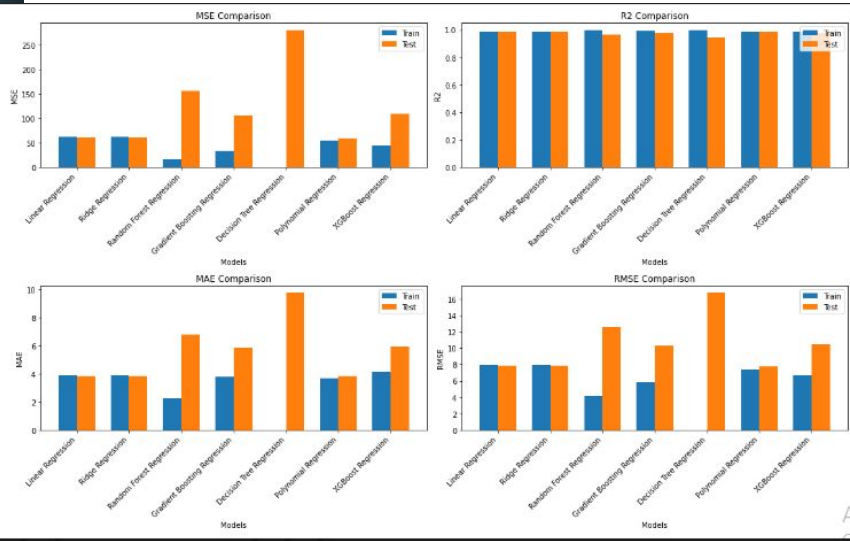 MSE Comparison
MSE
250
200
150
100
50
0
Train
Test
Linear Regression
Ridge Regression
Random Forest Regression
Gradient Boosting Regression
Decision Tree Regression
Polynomial Regression
XGBoost Regression
Models
R2 Comparison
R2
1.0
0.8
0.6
0.4
0.2
0.0
Train
Test
Linear Regression
Ridge Regression
Random Forest Regression
Gradient Boosting Regression
Decision Tree Regression
Polynomial Regression
XGBoost Regression
Models
MAE Comparison
MAE
10
8
6
4
2
0
Train
Test
Linear Regression
Ridge Regression
Random Forest Regression
Gradient Boosting Regression
Decision Tree Regression
Polynomial Regression
XGBoost Regression
Models
RMSE Comparison
RMSE
16
14
12
10
8
6
4
2
0
Train
Test
Linear Regression
Ridge Regression
Random Forest Regression
Gradient Boosting Regression
Decision Tree Regression
Polynomial Regression
XGBoost Regression
Models